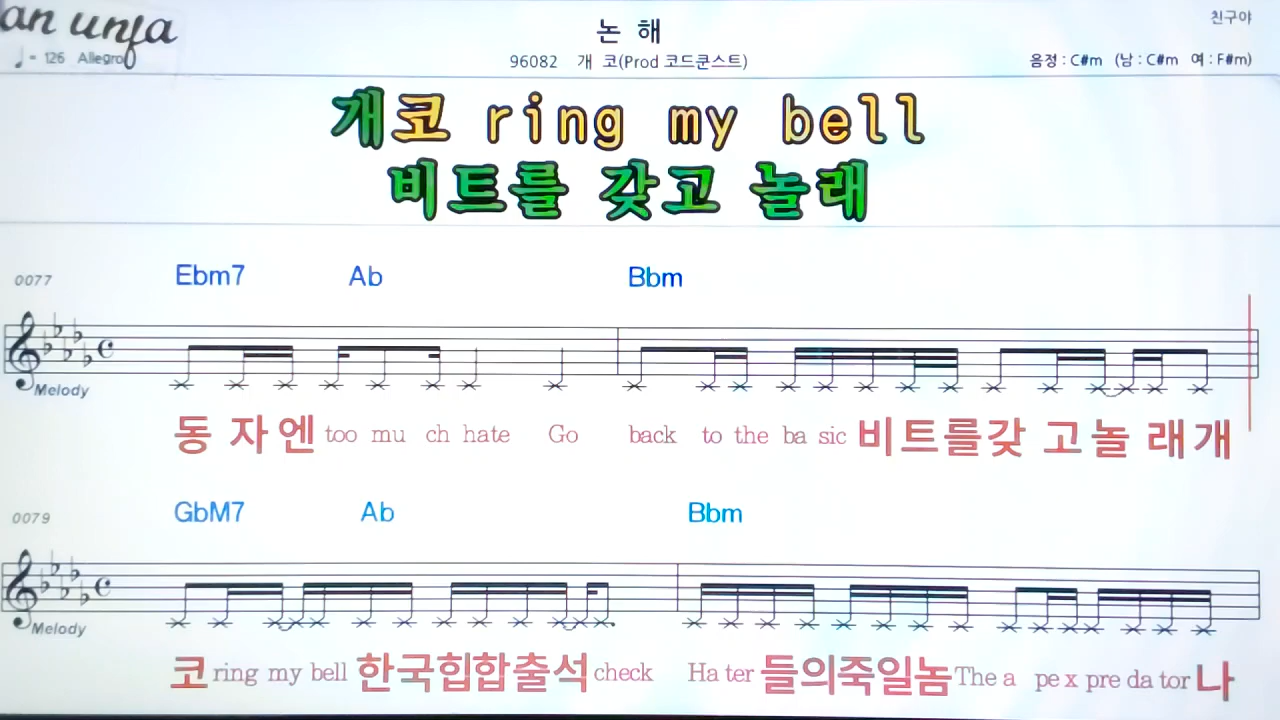 an unfa
♩= 126 Allegro
논 해
96082 개 코(Prod 코드쿤스트)
친구야
음정 : C#m (남 : C#m 여 : F#m)
개코 ring my bell
비트를 갖고 놀래
0077 Ebm7 Ab Bbm
Melody
동 자 엔 too mu ch hate Go back to the ba sic 비트를갖 고 놀 래 개
0079 GbM7 Ab Bbm
Melody
코 ring my bell 한국힙합출석 check Ha ter 들의죽일놈 The a pe x pre da tor 나